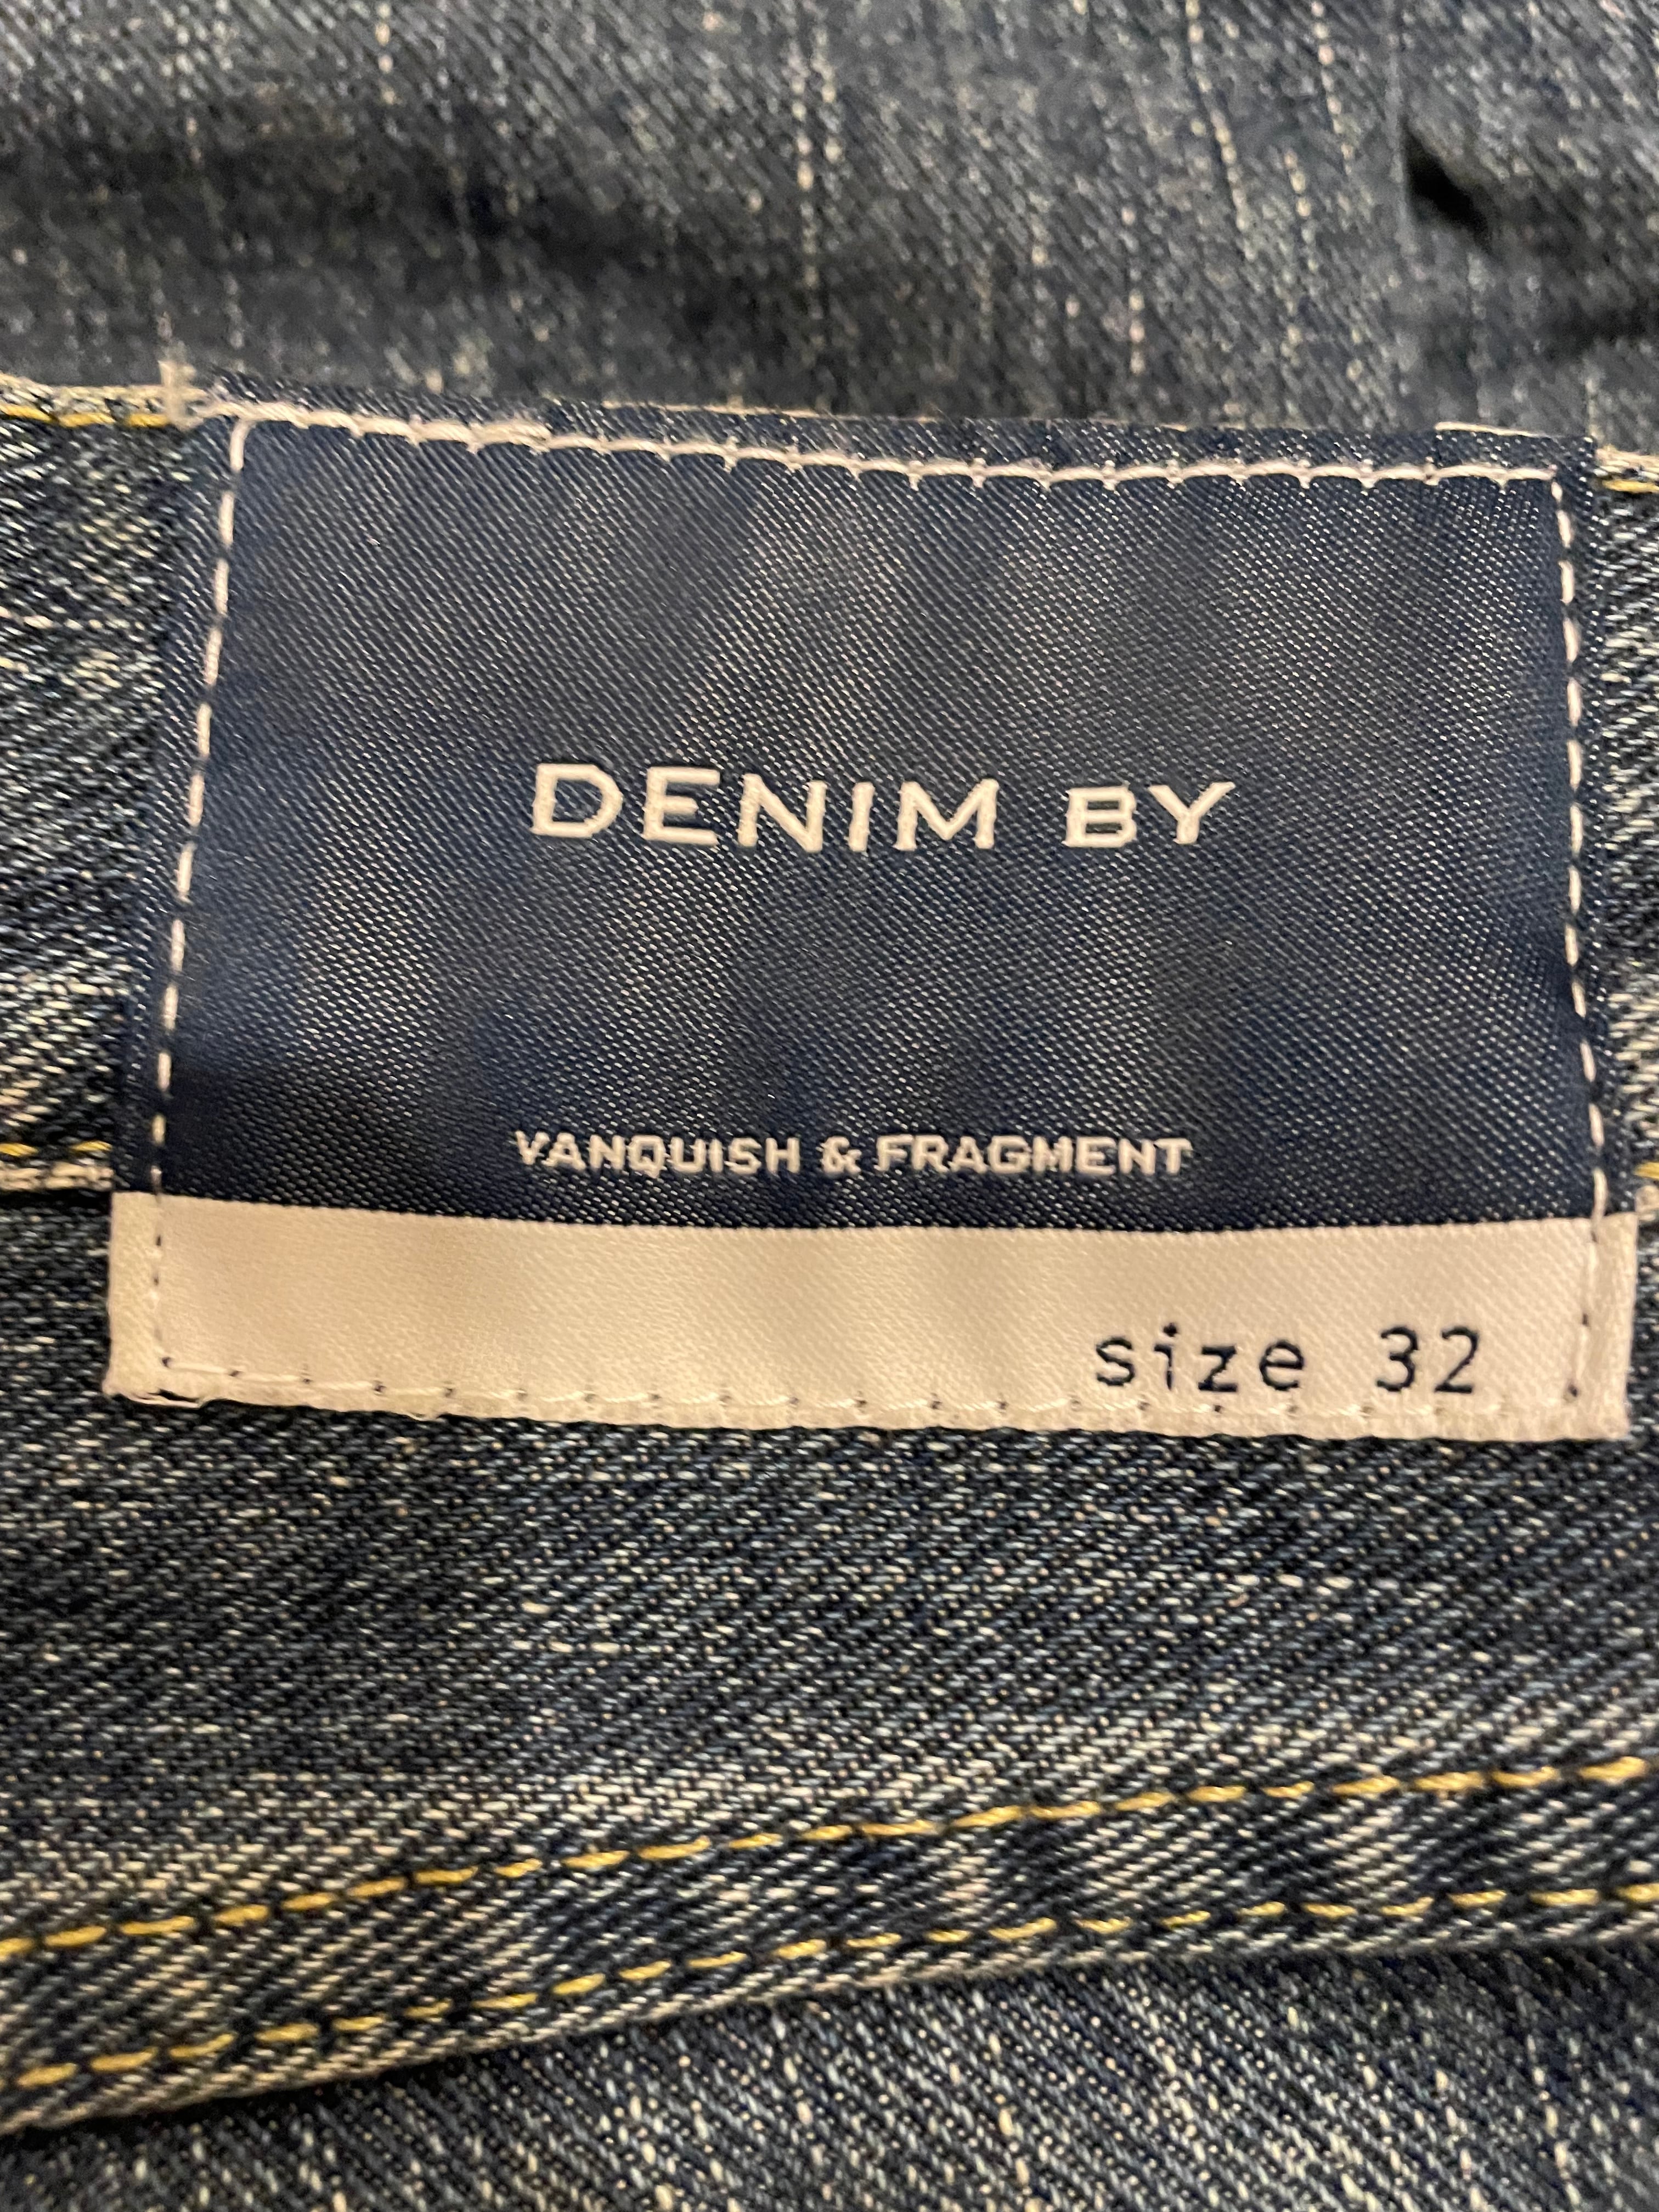 DENIM BY
VANQUISH & FRAGMENT
size 32